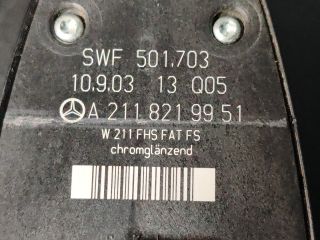 SWF 501.703
10.9.03 13 Q05
A 211 821 99 51
W 211 FHS FAT FS
chromglänzend